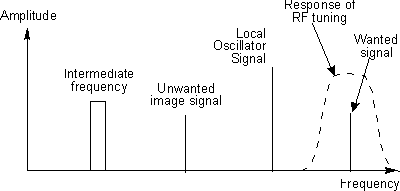 Amplitude
Intermediate
frequency
Unwanted
image signal
Local
Oscillator
Signal
Response of
RF tuning
Wanted
signal
Frequency